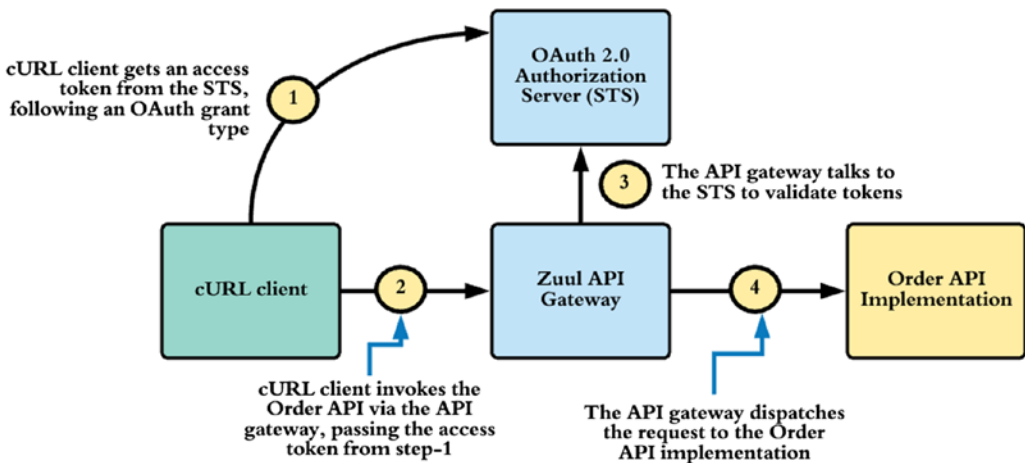 cURL client gets an access
token from the STS,
following an OAuth grant
type
1
OAuth 2.0
Authorization
Server (STS)
3
The API gateway talks to
the STS to validate tokens
cURL client
2
Zuul API
Gateway
4
Order API
Implementation
cURL client invokes the
Order API via the API
gateway, passing the access
token from step-1
The API gateway dispatches
the request to the Order
API implementation